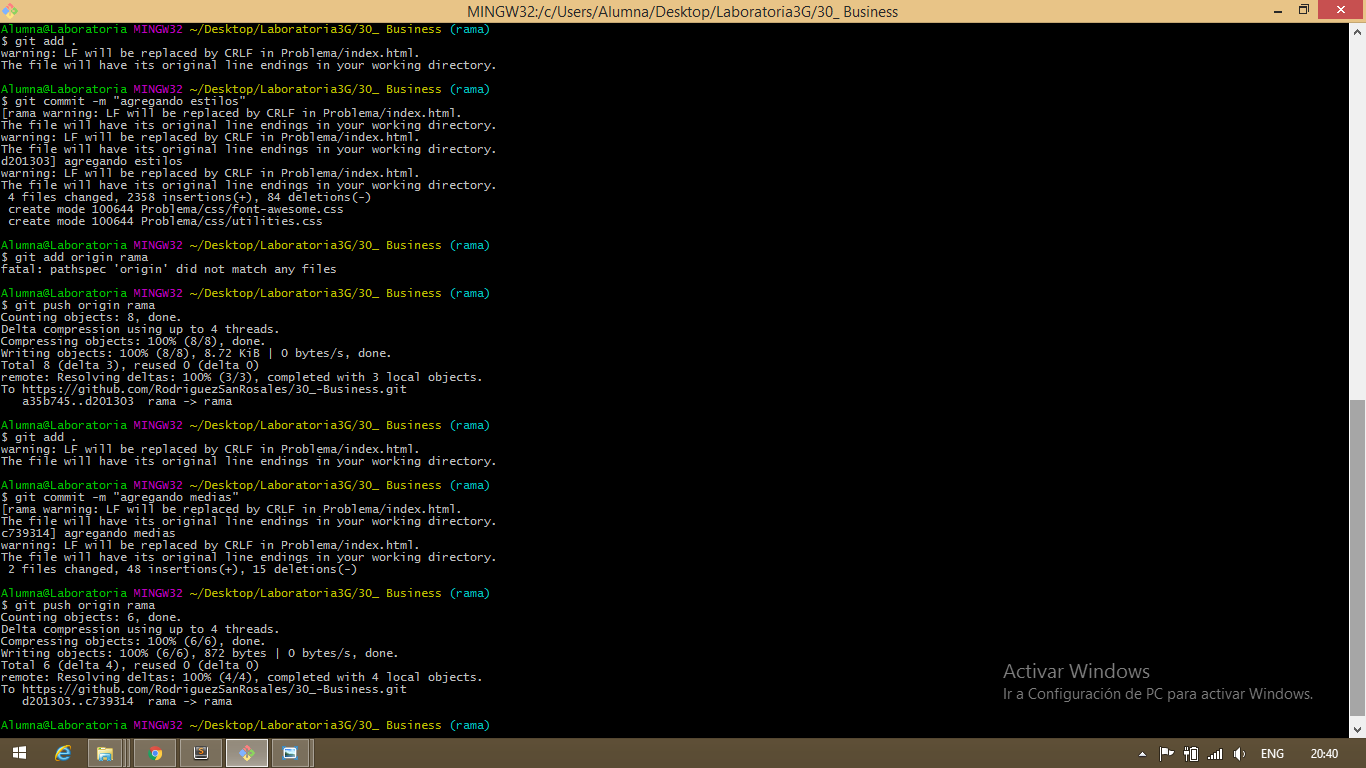 MINGW32:/c/Users/Alumna/Desktop/Laboratoria3G/30_ Business
Alumna@Laboratoria MINGW32 ~/Desktop/Laboratoria3G/30_ Business (rama)
$ git add .
warning: LF will be replaced by CRLF in Problema/index.html.
The file will have its original line endings in your working directory.
Alumna@Laboratoria MINGW32 ~/Desktop/Laboratoria3G/30_ Business (rama)
$ git commit -m "agregando estilos"
[rama warning: LF will be replaced by CRLF in Problema/index.html.
The file will have its original line endings in your working directory.
warning: LF will be replaced by CRLF in Problema/index.html.
The file will have its original line endings in your working directory.
d201303] agregando estilos
warning: LF will be replaced by CRLF in Problema/index.html.
The file will have its original line endings in your working directory.
 4 files changed, 2358 insertions(+), 84 deletions(-)
 create mode 100644 Problema/css/font-awesome.css
 create mode 100644 Problema/css/utilities.css
Alumna@Laboratoria MINGW32 ~/Desktop/Laboratoria3G/30_ Business (rama)
$ git add origin rama
fatal: pathspec 'origin' did not match any files
Alumna@Laboratoria MINGW32 ~/Desktop/Laboratoria3G/30_ Business (rama)
$ git push origin rama
Counting objects: 8, done.
Delta compression using up to 4 threads.
Compressing objects: 100% (8/8), done.
Writing objects: 100% (8/8), 8.72 KiB | 0 bytes/s, done.
Total 8 (delta 3), reused 0 (delta 0)
remote: Resolving deltas: 100% (3/3), completed with 3 local objects.
To https://github.com/RodriguezSanRosales/30_-Business.git
   a35b745..d201303  rama -> rama
Alumna@Laboratoria MINGW32 ~/Desktop/Laboratoria3G/30_ Business (rama)
$ git add .
warning: LF will be replaced by CRLF in Problema/index.html.
The file will have its original line endings in your working directory.
Alumna@Laboratoria MINGW32 ~/Desktop/Laboratoria3G/30_ Business (rama)
$ git commit -m "agregando medias"
[rama warning: LF will be replaced by CRLF in Problema/index.html.
The file will have its original line endings in your working directory.
c739314] agregando medias
warning: LF will be replaced by CRLF in Problema/index.html.
The file will have its original line endings in your working directory.
 2 files changed, 48 insertions(+), 15 deletions(-)
Alumna@Laboratoria MINGW32 ~/Desktop/Laboratoria3G/30_ Business (rama)
$ git push origin rama
Counting objects: 6, done.
Delta compression using up to 4 threads.
Compressing objects: 100% (6/6), done.
Writing objects: 100% (6/6), 872 bytes | 0 bytes/s, done.
Total 6 (delta 4), reused 0 (delta 0)
remote: Resolving deltas: 100% (4/4), completed with 4 local objects.
To https://github.com/RodriguezSanRosales/30_-Business.git
   d201303..c739314  rama -> rama
Alumna@Laboratoria MINGW32 ~/Desktop/Laboratoria3G/30_ Business (rama)
Activar Windows
Ir a Configuración de PC para activar Windows.
ENG
20:40